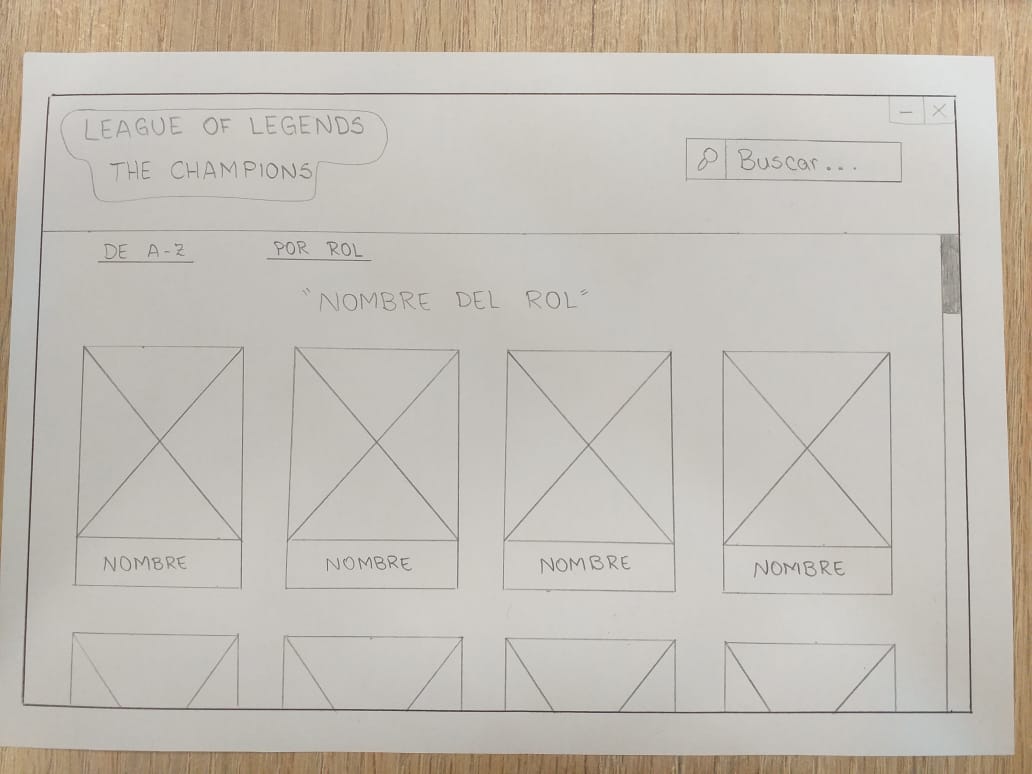 LEAGUE OF LEGENDS
THE CHAMPIONS
Buscar...
DE A-Z
POR ROL
"NOMBRE DEL ROL"
NOMBRE
NOMBRE
NOMBRE
NOMBRE